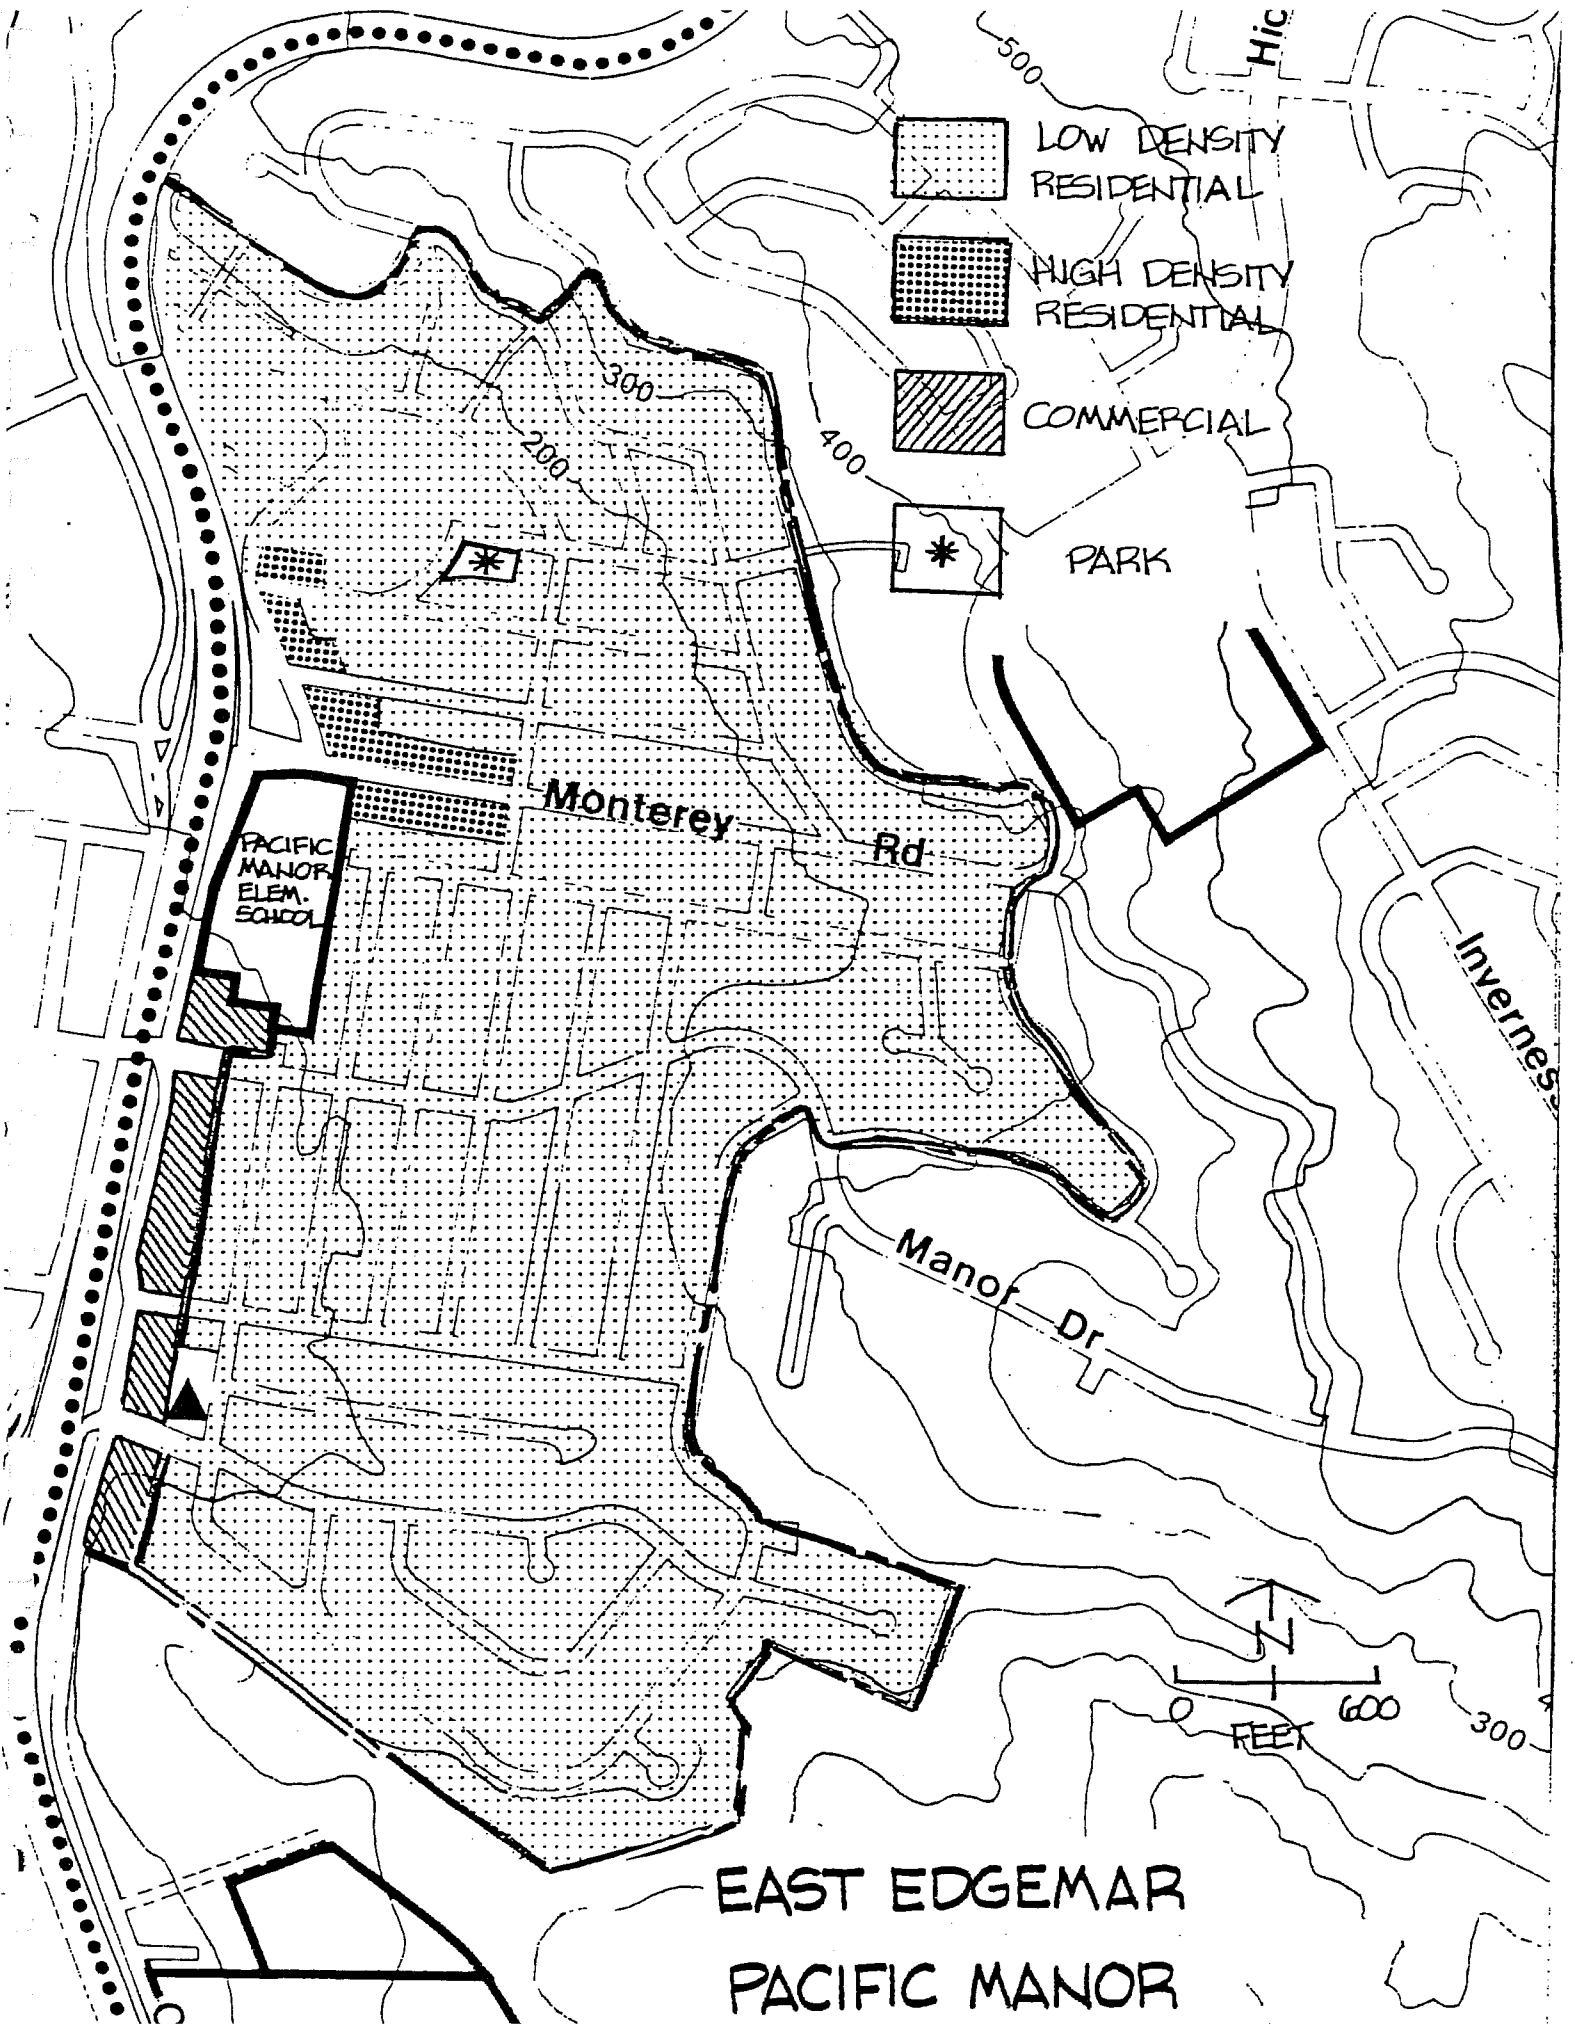 Hic
500
LOW DENSITY
RESIDENTIAL
HIGH DENSITY
RESIDENTIAL
300
COMMERCIAL
200
400
PARK
Monterey
Rd
PACIFIC
MANOR
ELEM.
SCHOOL
Inverness
Manor Dr
N
0 600
FEET
300
EAST EDGEMAR
PACIFIC MANOR